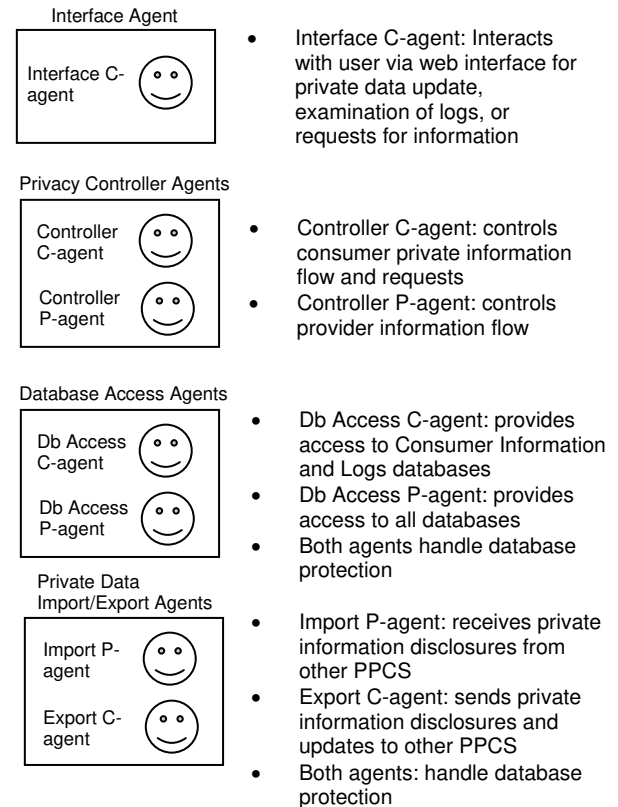 Interface Agent
Interface C-
agent
• Interface C-agent: Interacts
with user via web interface for
private data update,
examination of logs, or
requests for information
Privacy Controller Agents
Controller
C-agent
Controller
P-agent
• Controller C-agent: controls
consumer private information
flow and requests
• Controller P-agent: controls
provider information flow
Database Access Agents
Db Access
C-agent
Db Access
P-agent
• Db Access C-agent: provides
access to Consumer Information
and Logs databases
• Db Access P-agent: provides
access to all databases
• Both agents handle database
protection
Private Data
Import/Export Agents
Import P-
agent
Export C-
agent
• Import P-agent: receives private
information disclosures from
other PPCS
• Export C-agent: sends private
information disclosures and
updates to other PPCS
• Both agents: handle database
protection